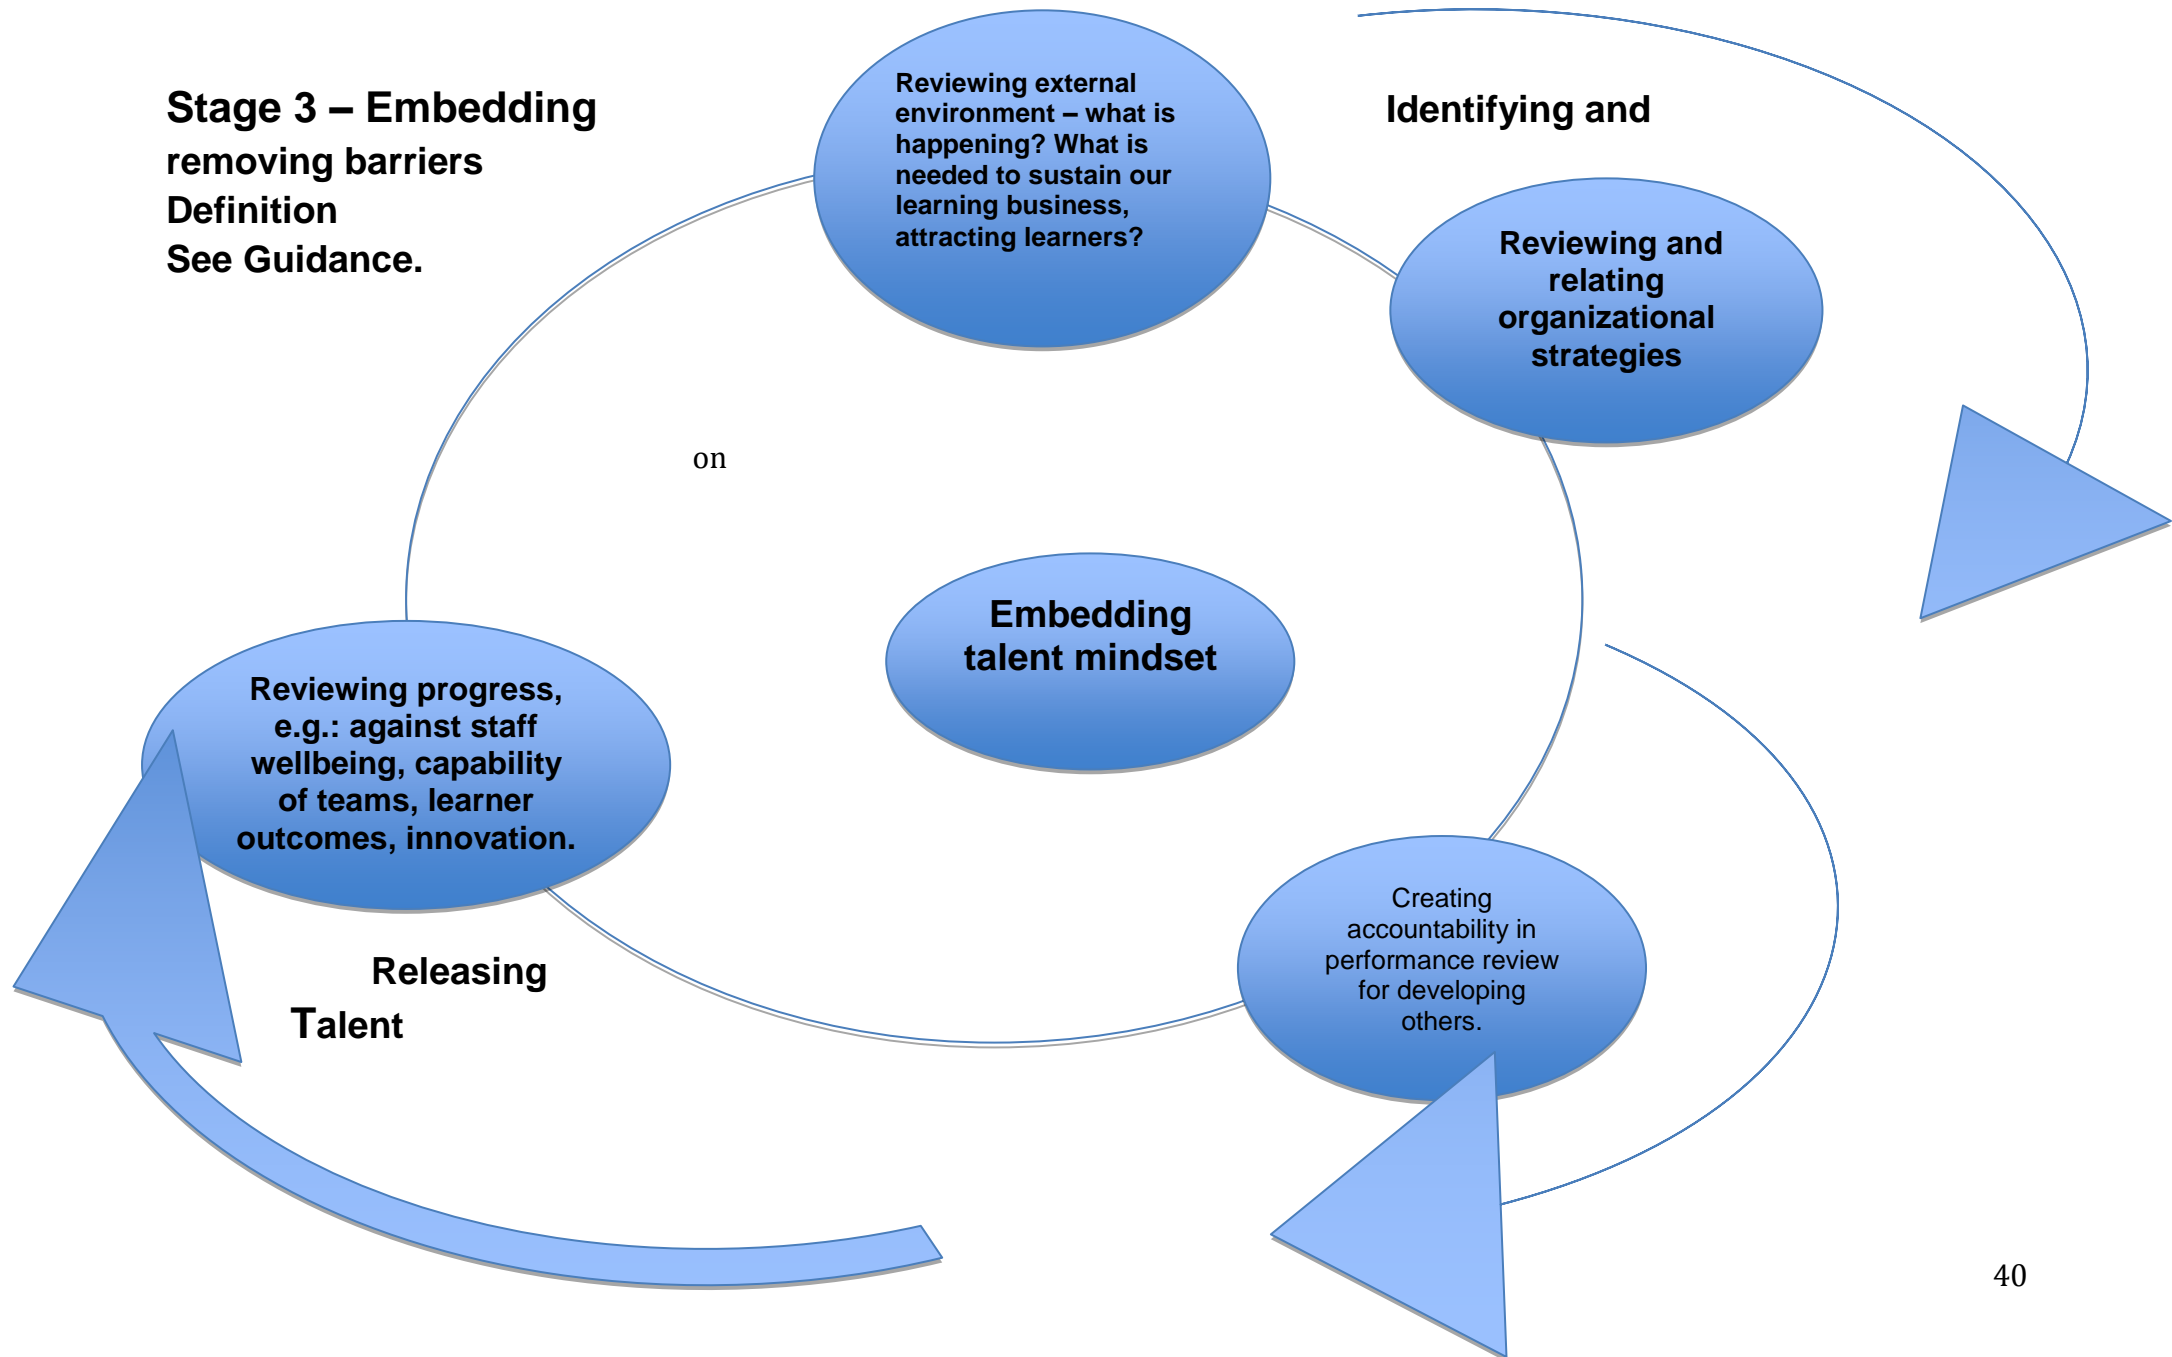 Stage 3 – Embedding
Identifying and
removing barriers
Definition
See Guidance.
Reviewing external
environment – what is
happening? What is
needed to sustain our
learning business,
attracting learners?
Reviewing and
relating
organizational
strategies
on
Embedding
talent mindset
Reviewing progress,
e.g.: against staff
wellbeing, capability
of teams, learner
outcomes, innovation.
Creating
accountability in
performance review
for developing
others.
Releasing
Talent
40